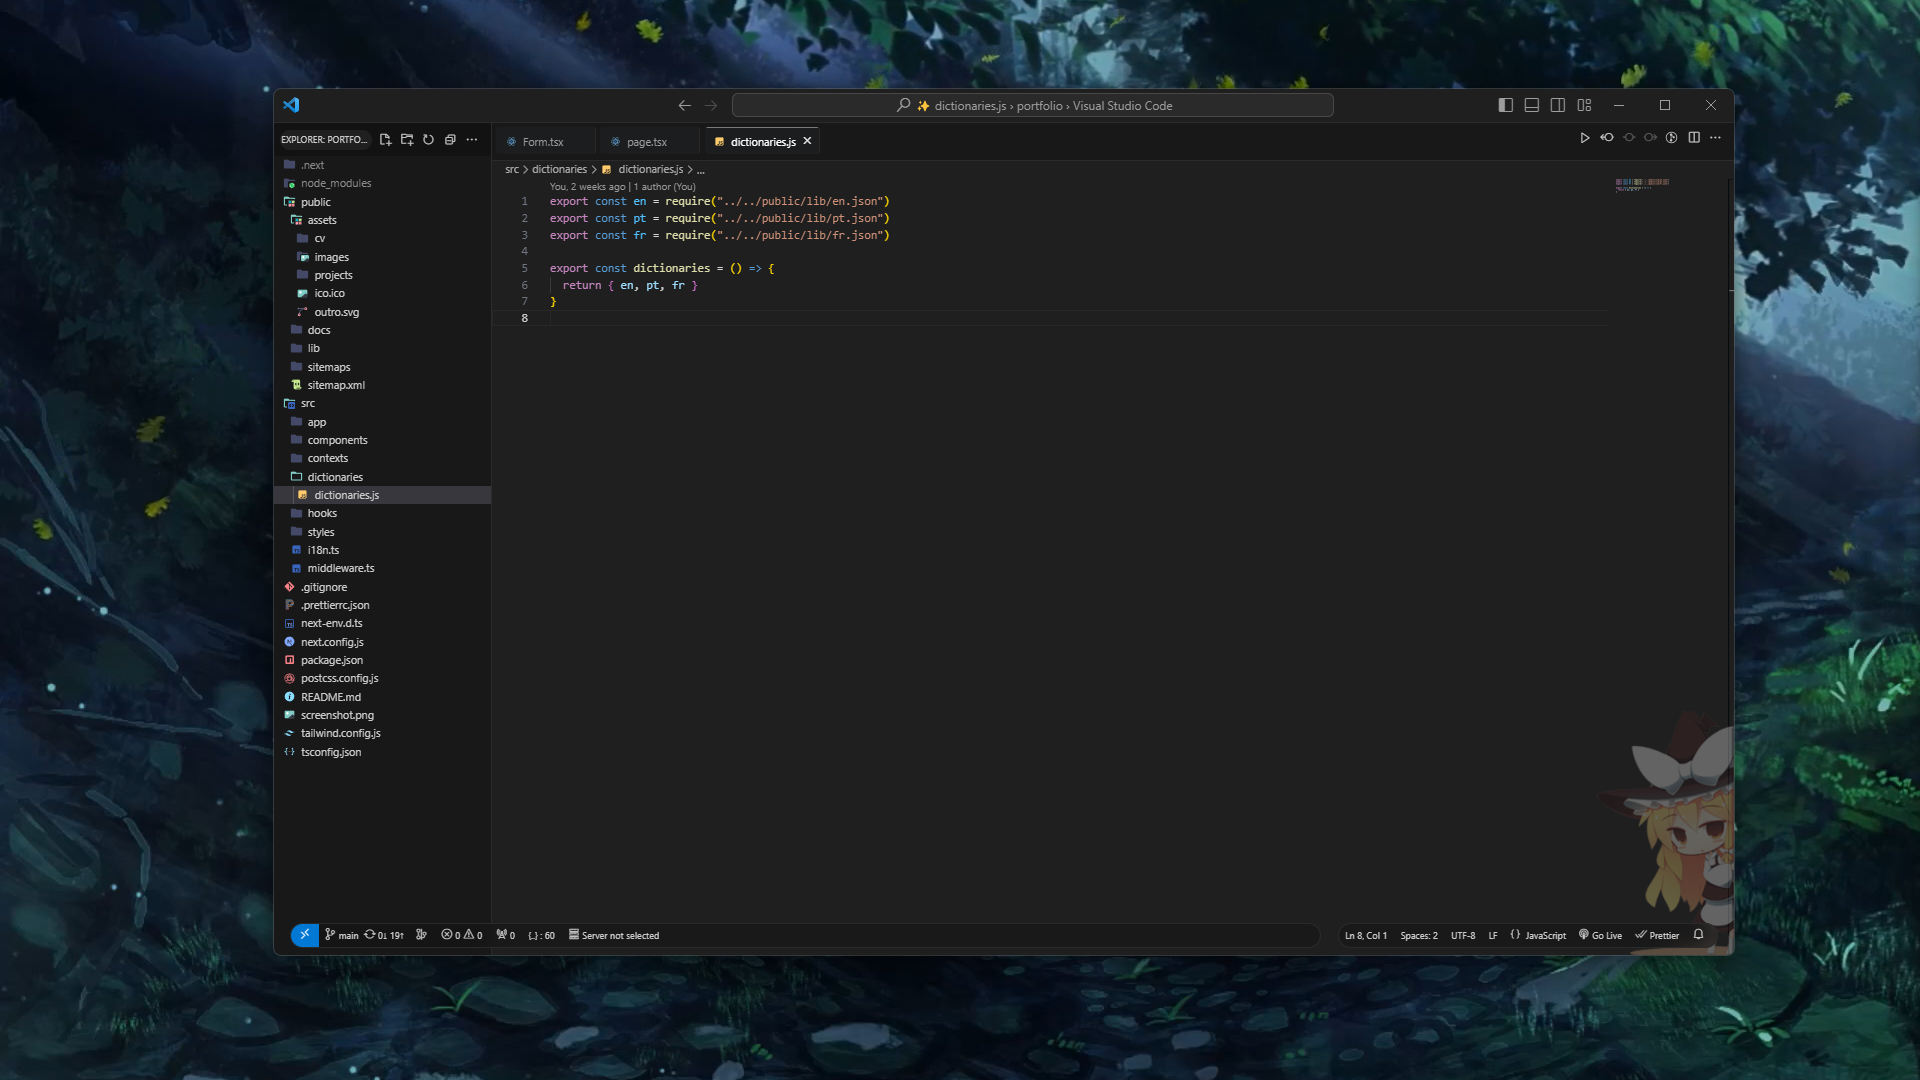 ✨ dictionaries.js › portfolio › Visual Studio Code
EXPLORER: PORTFO...
.next
node_modules
public
assets
cv
images
projects
ico.ico
outro.svg
docs
lib
sitemaps
sitemap.xml
src
app
components
contexts
dictionaries
dictionaries.js
hooks
styles
i18n.ts
middleware.ts
.gitignore
.prettierrc.json
next-env.d.ts
next.config.js
package.json
postcss.config.js
README.md
screenshot.png
tailwind.config.js
tsconfig.json
Form.tsx
page.tsx
dictionaries.js
src > dictionaries > dictionaries.js > ...
You, 2 weeks ago | 1 author (You)
1 export const en = require("../../public/lib/en.json")
2 export const pt = require("../../public/lib/pt.json")
3 export const fr = require("../../public/lib/fr.json")
4
5 export const dictionaries = () => {
6 return { en, pt, fr }
7 }
8
main 0↓ 19↑ 0 0 0 {.} : 60 Server not selected
Ln 8, Col 1 Spaces: 2 UTF-8 LF {} JavaScript Go Live Prettier